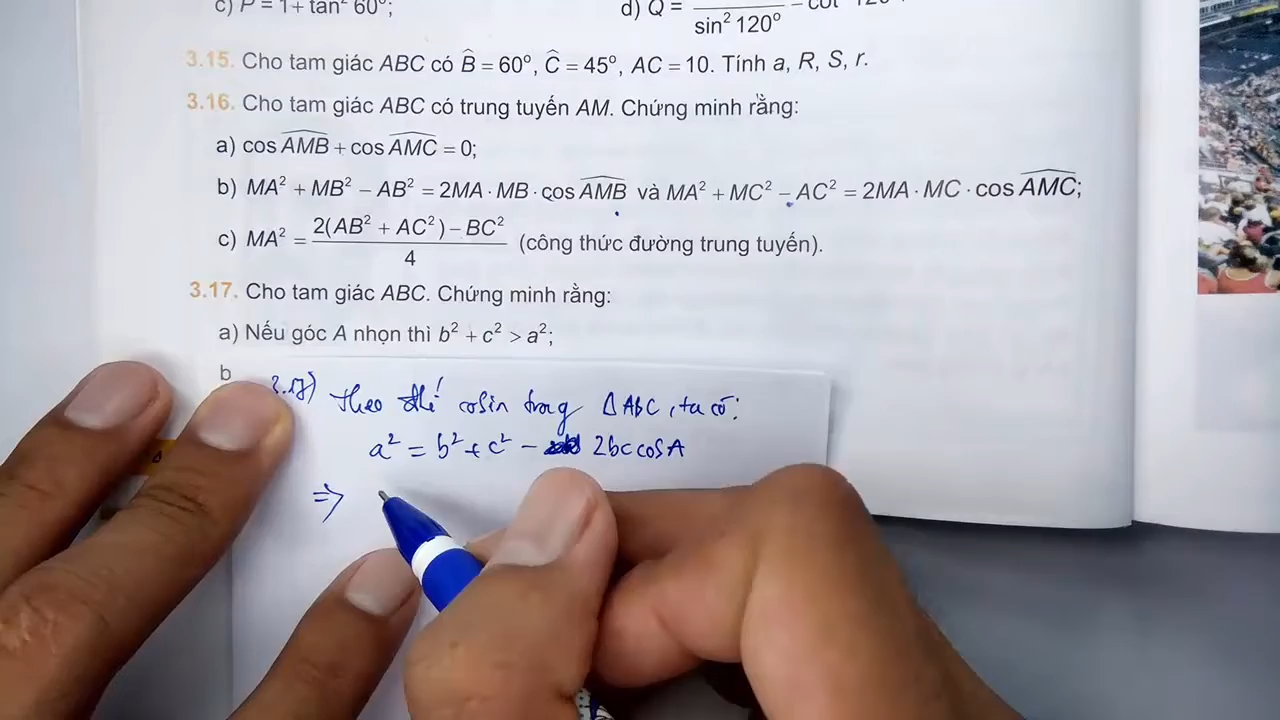 c) P = 1 + tan² 60°;
d) Q = sin² 120°
3.15. Cho tam giác ABC có B̂ = 60°, Ĉ = 45°, AC = 10. Tính a, R, S, r.
3.16. Cho tam giác ABC có trung tuyến AM. Chứng minh rằng:
a) cos AMB + cos AMC = 0;
b) MA² + MB² − AB² = 2MA · MB · cos AMB và MA² + MC² − AC² = 2MA · MC · cos AMC;
c) MA² = (2(AB² + AC²) − BC²)/4 (công thức đường trung tuyến).
3.17. Cho tam giác ABC. Chứng minh rằng:
a) Nếu góc A nhọn thì b² + c² > a²;
b
3.17) Theo đlí cosin trong ΔABC, ta có:
a² = b² + c² − 2bc cosA
⇒